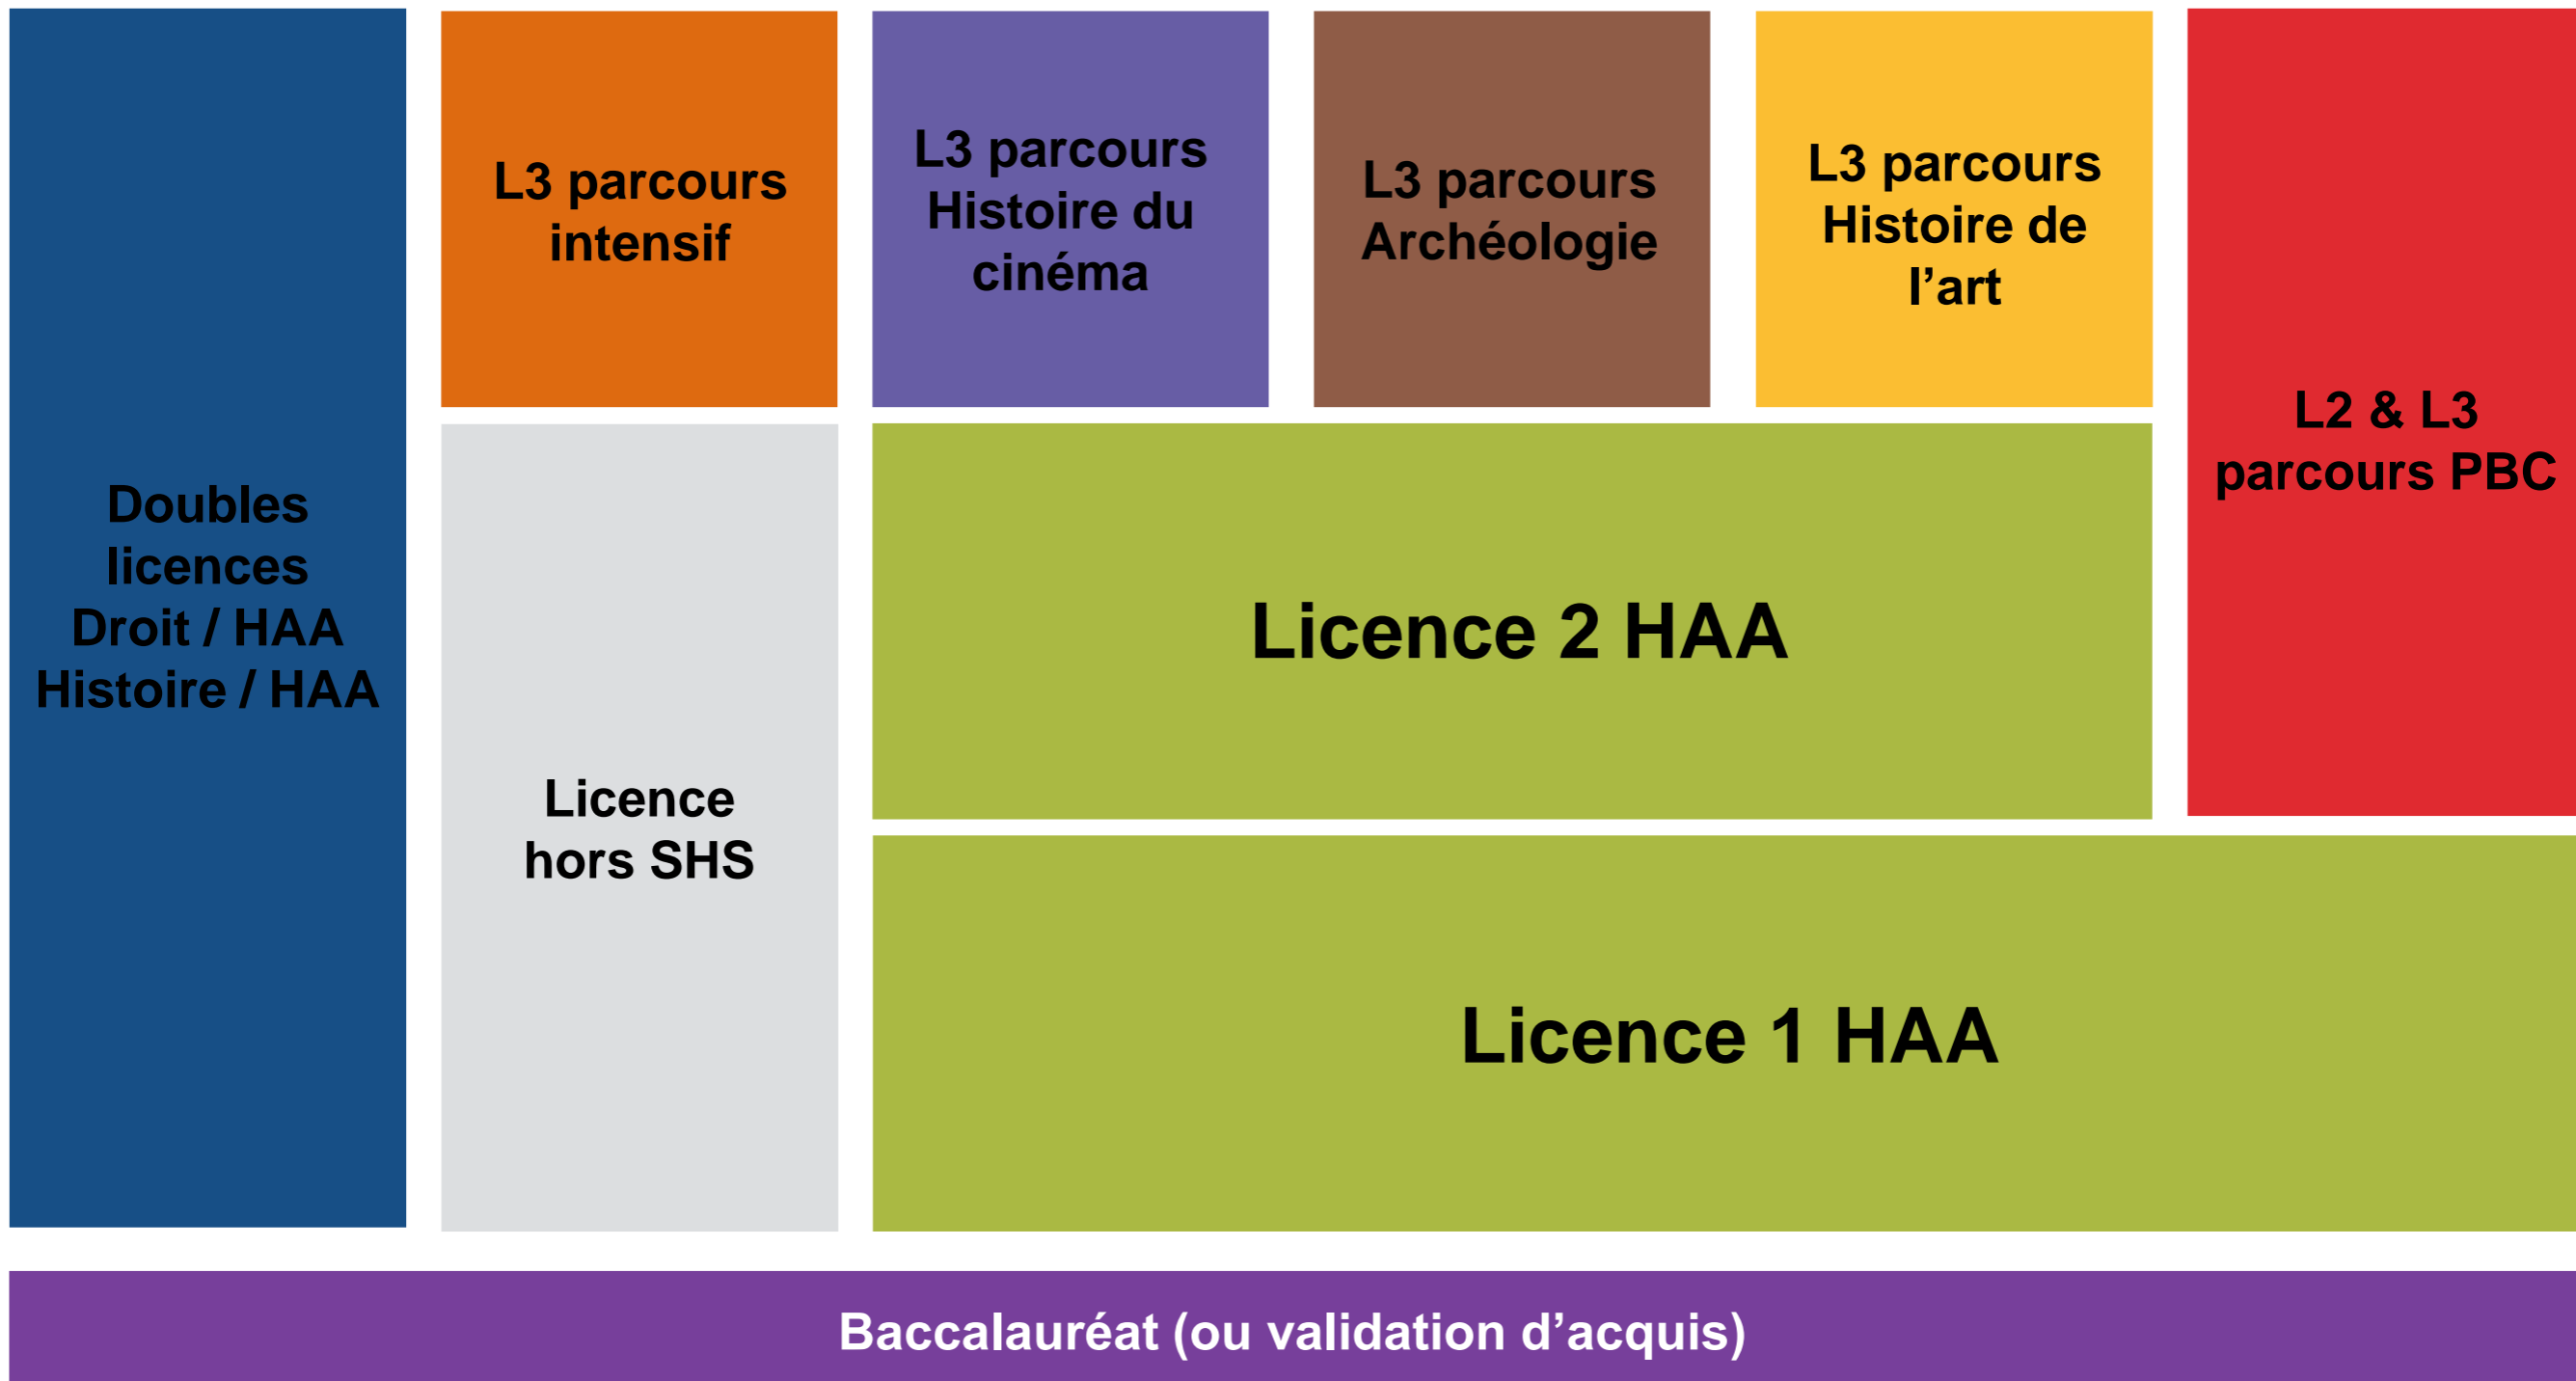 L3 parcours
intensif
L3 parcours
Histoire du
cinéma
L3 parcours
Archéologie
L3 parcours
Histoire de
l’art
L2 & L3
parcours PBC
Doubles
licences
Droit / HAA
Histoire / HAA
Licence 2 HAA
Licence
hors SHS
Licence 1 HAA
Baccalauréat (ou validation d’acquis)